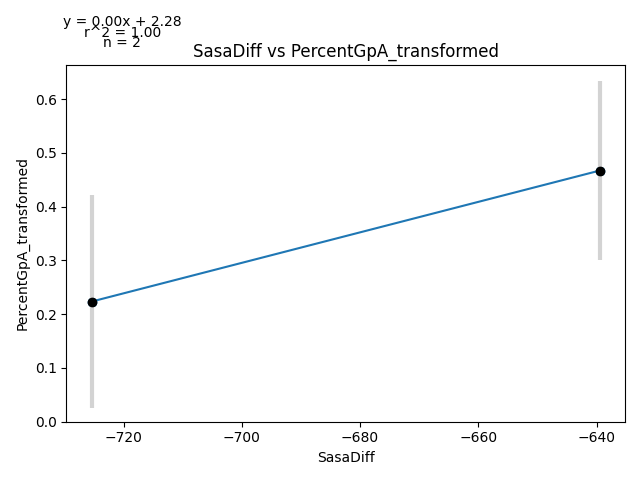 y = 0.00x + 2.28
r^2 = 1.00
n = 2
SasaDiff vs PercentGpA_transformed
0.6
0.5
0.4
0.3
0.2
0.1
0.0
PercentGpA_transformed
−720
−700
−680
−660
−640
SasaDiff